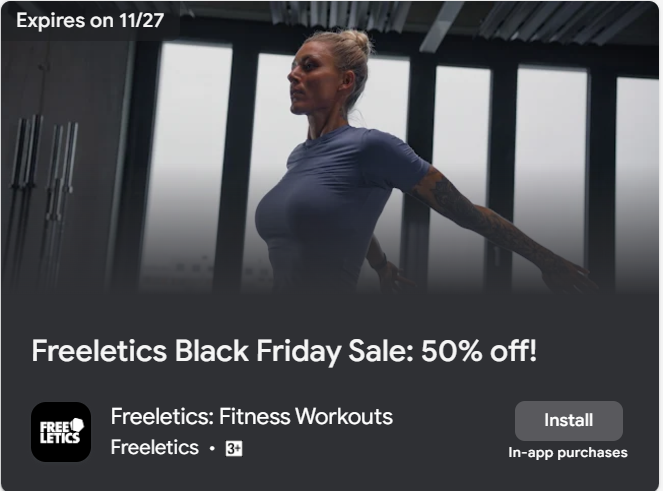 Expires on 11/27
Freeletics Black Friday Sale: 50% off!
FREE
LETICS
Freeletics: Fitness Workouts
Install
Freeletics • 3+
In-app purchases